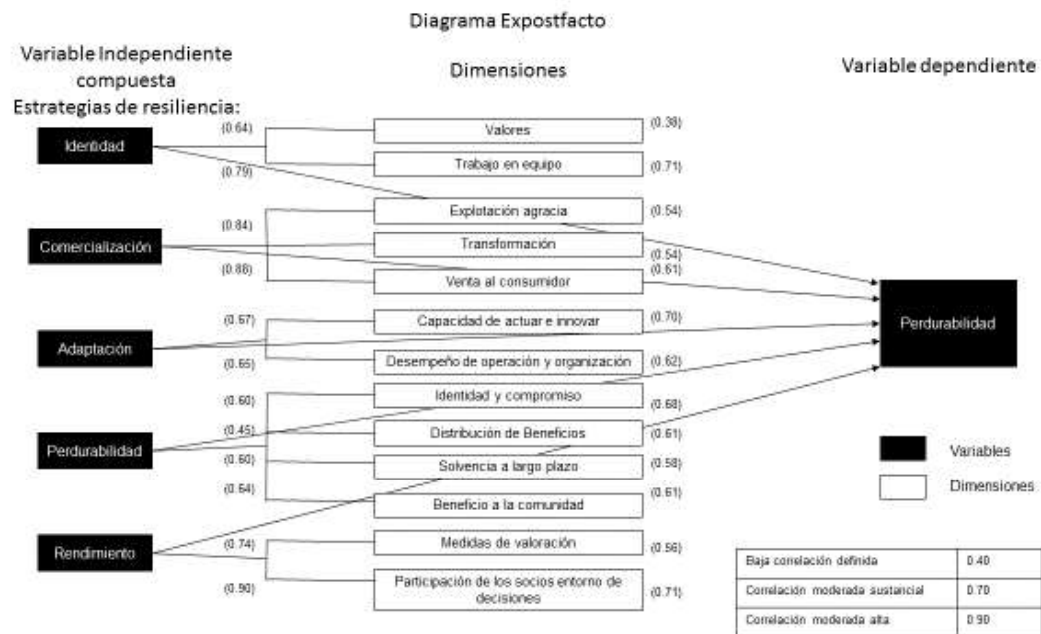 Diagrama Expostfacto
Variable Independiente
compuesta
Estrategias de resiliencia:
Dimensiones
Variable dependiente
Identidad
(0.64)
(0.79)
Valores
(0.38)
Trabajo en equipo
(0.71)
Comercialización
(0.84)
(0.88)
Explotación agracia
(0.54)
Transformación
(0.54)
Venta al consumidor
(0.61)
Adaptación
(0.67)
(0.65)
Capacidad de actuar e innovar
(0.70)
Desempeño de operación y organización
(0.62)
Perdurabilidad
(0.60)
(0.45)
(0.60)
(0.64)
Identidad y compromiso
(0.68)
Distribución de Beneficios
(0.61)
Solvencia a largo plazo
(0.58)
Beneficio a la comunidad
(0.61)
Rendimiento
(0.74)
(0.90)
Medidas de valoración
(0.56)
Participación de los socios entorno de
decisiones
(0.71)
Perdurabilidad
Variables
Dimensiones
Baja correlación definida 0.40
Correlación moderada sustancial 0.70
Correlación moderada alta 0.90